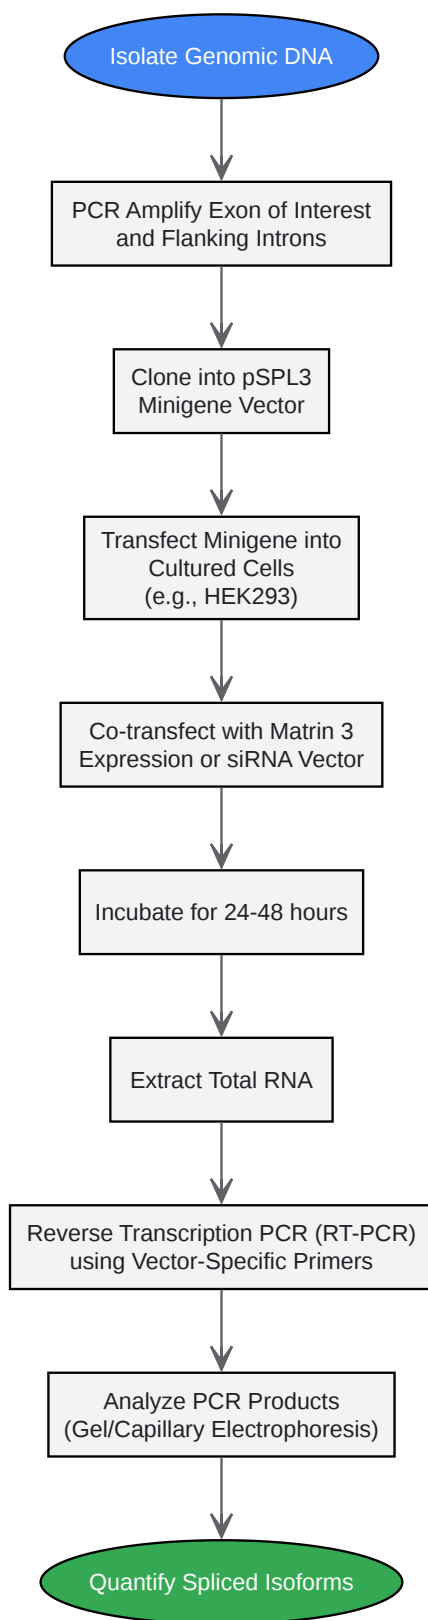 Isolate Genomic DNA
PCR Amplify Exon of Interest
and Flanking Introns
Clone into pSPL3
Minigene Vector
Transfect Minigene into
Cultured Cells
(e.g., HEK293)
Co-transfect with Matrin 3
Expression or siRNA Vector
Incubate for 24-48 hours
Extract Total RNA
Reverse Transcription PCR (RT-PCR)
using Vector-Specific Primers
Analyze PCR Products
(Gel/Capillary Electrophoresis)
Quantify Spliced Isoforms